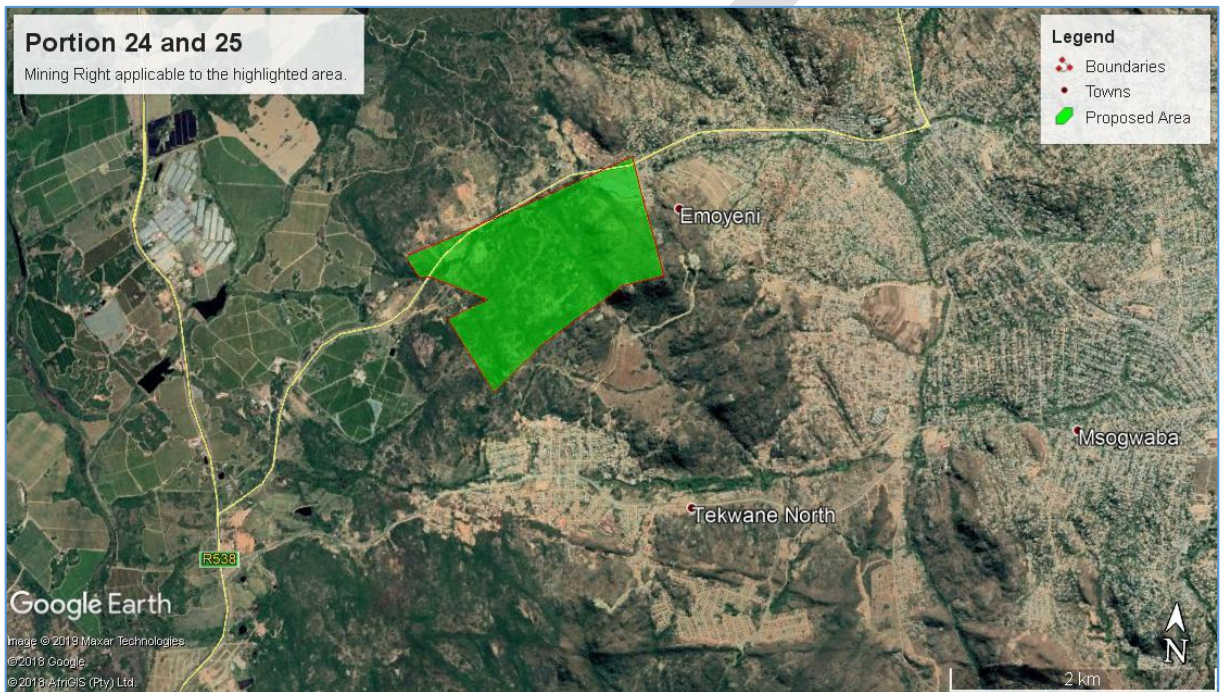 Portion 24 and 25
Mining Right applicable to the highlighted area.
Legend
Boundaries
Towns
Proposed Area
Emoyeni
Msogwaba
Tekwane North
R538
Google Earth
Image © 2019 Maxar Technologies
© 2018 Google
© 2018 AfriGIS (Pty) Ltd.
N
2 km